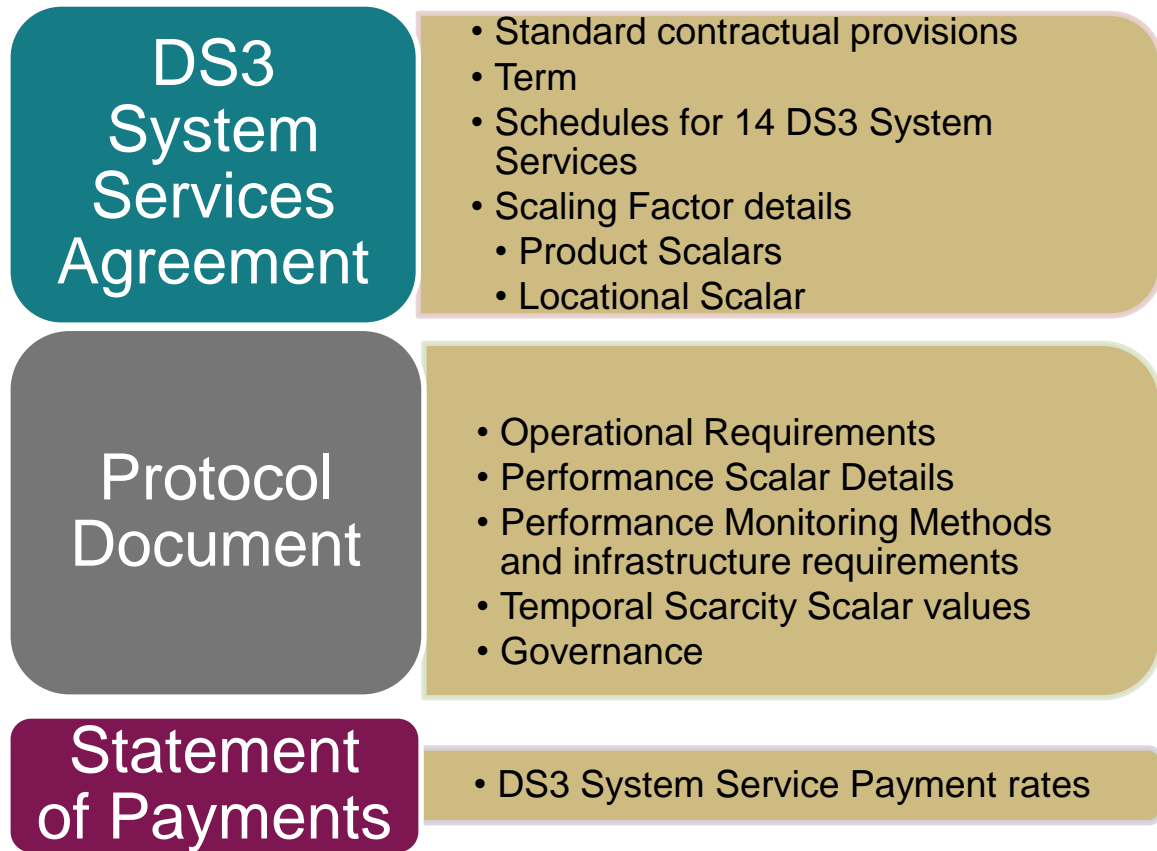 DS3
System
Services
Agreement
• Standard contractual provisions
• Term
• Schedules for 14 DS3 System
Services
• Scaling Factor details
• Product Scalars
• Locational Scalar
Protocol
Document
• Operational Requirements
• Performance Scalar Details
• Performance Monitoring Methods
and infrastructure requirements
• Temporal Scarcity Scalar values
• Governance
Statement
of Payments
• DS3 System Service Payment rates